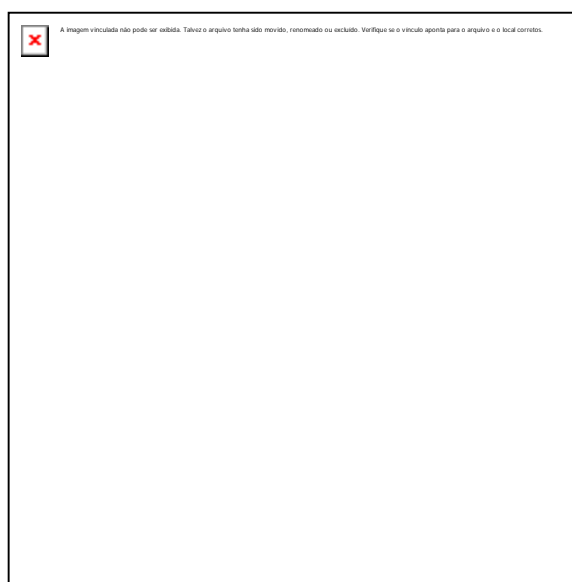 A imagem vinculada não pode ser exibida. Talvez o arquivo tenha sido movido, renomeado ou excluído. Verifique se o vínculo aponta para o arquivo e o local corretos.